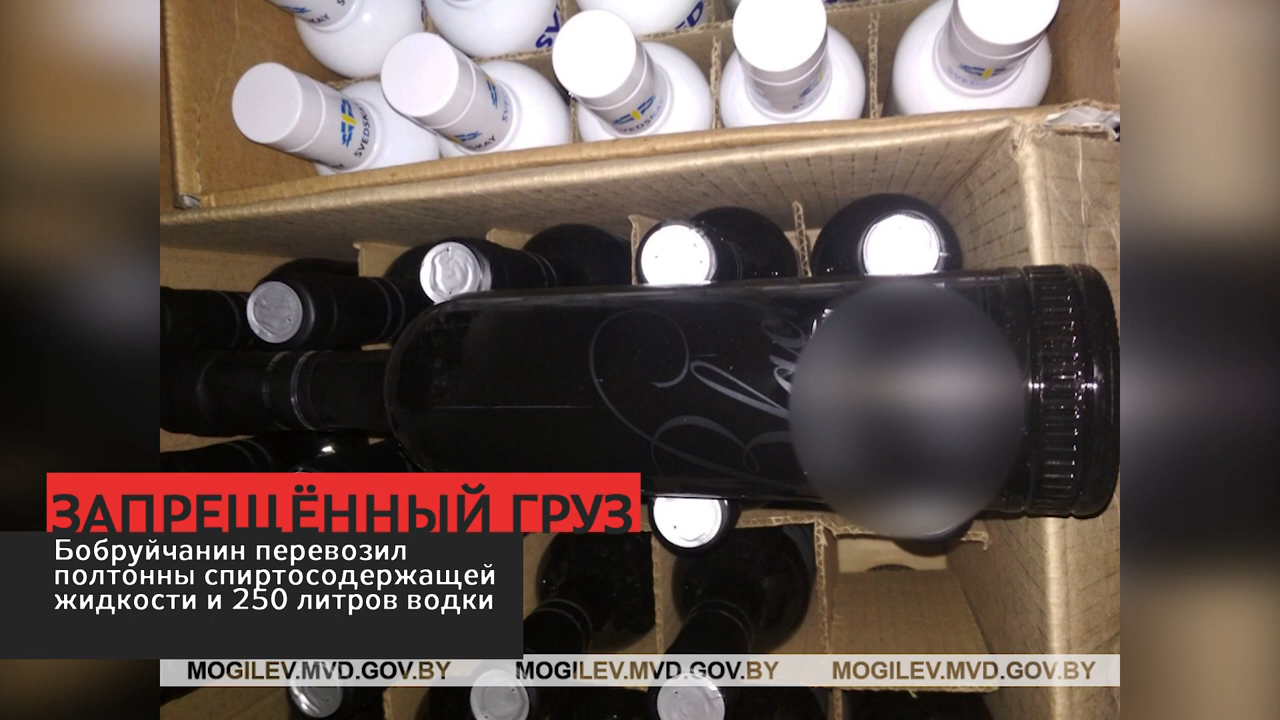 SVEDSKAY
ЗАПРЕЩЁННЫЙ ГРУЗ
Бобруйчанин перевозил
полтонны спиртосодержащей
жидкости и 250 литров водки
MOGILEV.MVD.GOV.BY MOGILEV.MVD.GOV.BY MOGILEV.MVD.GOV.BY